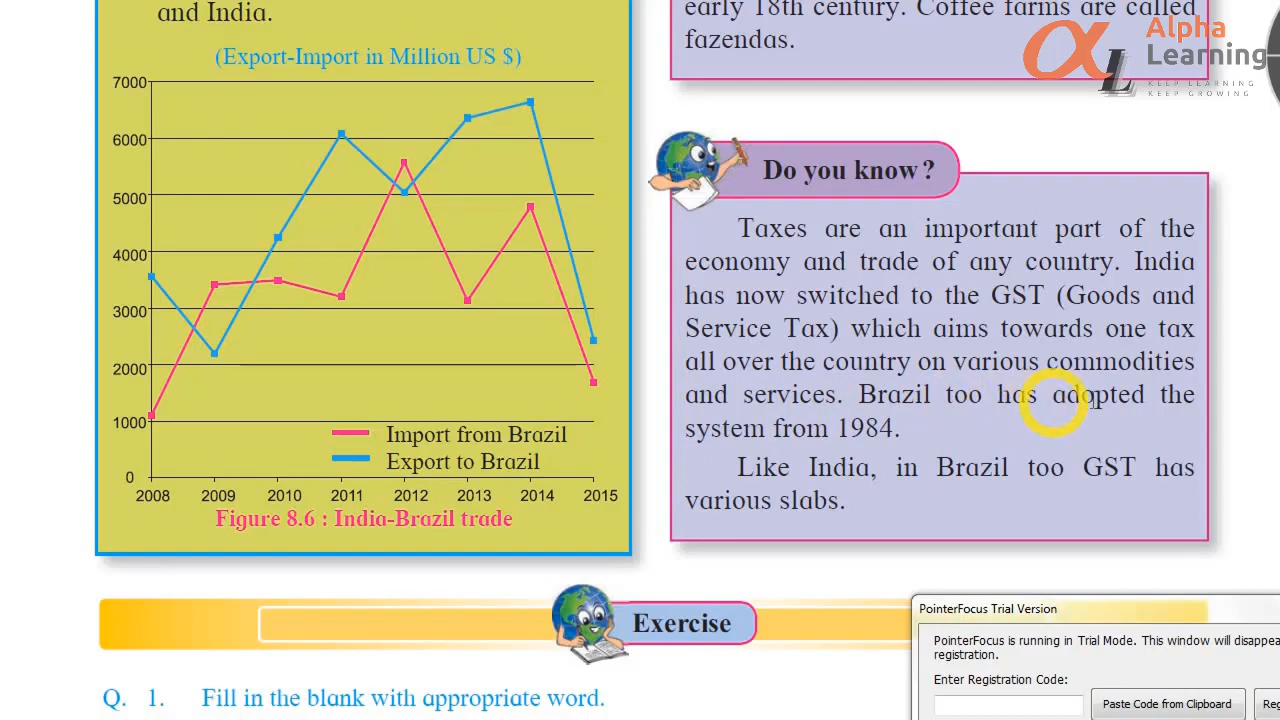 and India.
(Export-Import in Million US $)
7000
6000
5000
4000
3000
2000
1000
0
Import from Brazil
Export to Brazil
2008 2009 2010 2011 2012 2013 2014 2015
Figure 8.6 : India-Brazil trade
early 18th century. Coffee farms are called
fazendas.
Alpha
Learning
KEEP LEARNING
KEEP GROWING
Do you know?
Taxes are an important part of the
economy and trade of any country. India
has now switched to the GST (Goods and
Service Tax) which aims towards one tax
all over the country on various commodities
and services. Brazil too has adopted the
system from 1984.
Like India, in Brazil too GST has
various slabs.
Exercise
Q. 1. Fill in the blank with appropriate word.
PointerFocus Trial Version
PointerFocus is running in Trial Mode. This window will disappea
registration.
Enter Registration Code:
Paste Code from Clipboard
Reg